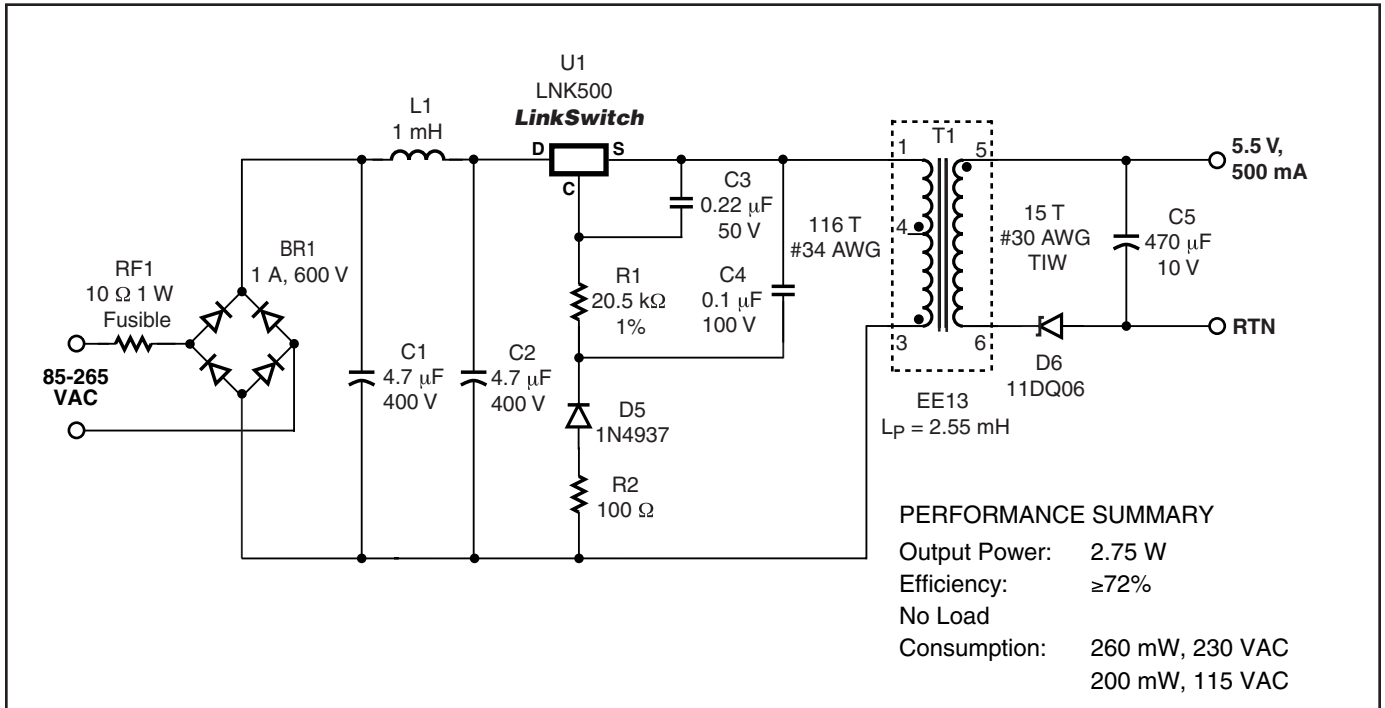 U1
LNK500
LinkSwitch
L1
1 mH
D
S
C
T1
1
5
5.5 V,
500 mA
C3
0.22 µF
50 V
116 T
#34 AWG
4
15 T
#30 AWG
TIW
C5
470 µF
10 V
BR1
1 A, 600 V
RF1
10 Ω 1 W
Fusible
R1
20.5 kΩ
1%
C4
0.1 µF
100 V
85-265
VAC
C1
4.7 µF
400 V
C2
4.7 µF
400 V
3
6
RTN
D6
11DQ06
D5
1N4937
EE13
LP = 2.55 mH
R2
100 Ω
PERFORMANCE SUMMARY
Output Power: 2.75 W
Efficiency: ≥72%
No Load
Consumption: 260 mW, 230 VAC
200 mW, 115 VAC